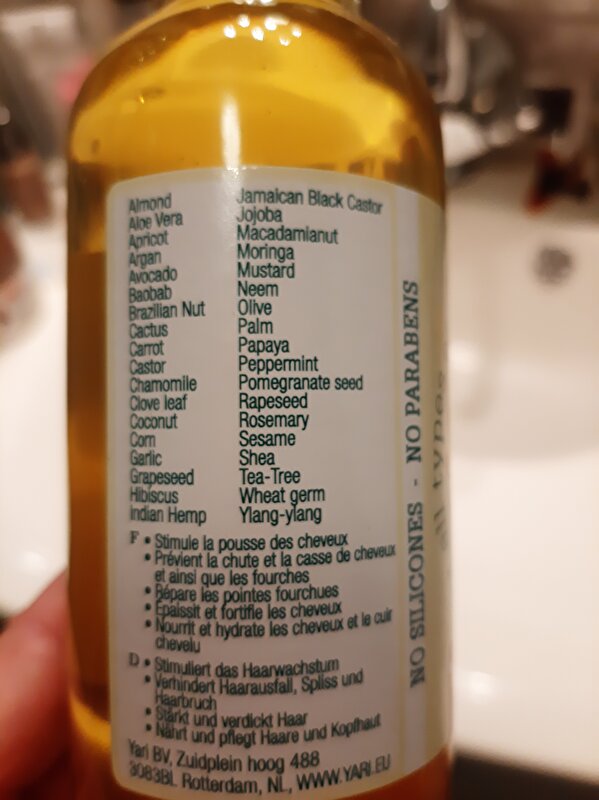 Almond
Aloe Vera
Apricot
Argan
Avocado
Baobab
Brazilian Nut
Cactus
Carrot
Castor
Chamomile
Clove leaf
Coconut
Corn
Garlic
Grapeseed
Hibiscus
Indian Hemp
Jamaican Black Castor
Jojoba
Macadamianut
Moringa
Mustard
Neem
Olive
Palm
Papaya
Peppermint
Pomegranate seed
Rapeseed
Rosemary
Sesame
Shea
Tea-Tree
Wheat germ
Ylang-ylang
F • Stimule la pousse des cheveux
• Prévient la chute et la casse de cheveux
et ainsi que les fourches
• Répare les pointes fourchues
• Épaissit et fortifie les cheveux
• Nourrit et hydrate les cheveux et le cuir
chevelu
D • Stimuliert das Haarwachstum
• Verhindert Haarausfall, Spliss und
Haarbruch
• Stärkt und verdickt Haar
• Nährt und pflegt Haare und Kopfhaut
Yari BV, Zuidplein hoog 488
3083BL Rotterdam, NL, WWW.YARI.EU
NO SILICONES - NO PARABENS
all types